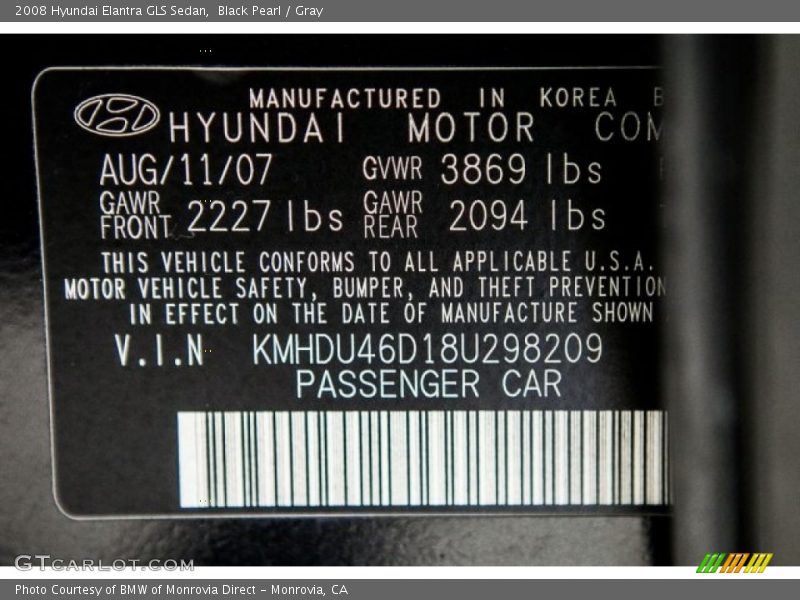 2008 Hyundai Elantra GLS Sedan, Black Pearl / Gray
MANUFACTURED IN KOREA B
HYUNDAI MOTOR COM
AUG/11/07 GVWR 3869 lbs
GAWR FRONT 2227 lbs GAWR REAR 2094 lbs
THIS VEHICLE CONFORMS TO ALL APPLICABLE U.S.A.
MOTOR VEHICLE SAFETY, BUMPER, AND THEFT PREVENTION
IN EFFECT ON THE DATE OF MANUFACTURE SHOWN
V.I.N KMHDU46D18U298209
PASSENGER CAR
GTCARLOT.COM
Photo Courtesy of BMW of Monrovia Direct - Monrovia, CA